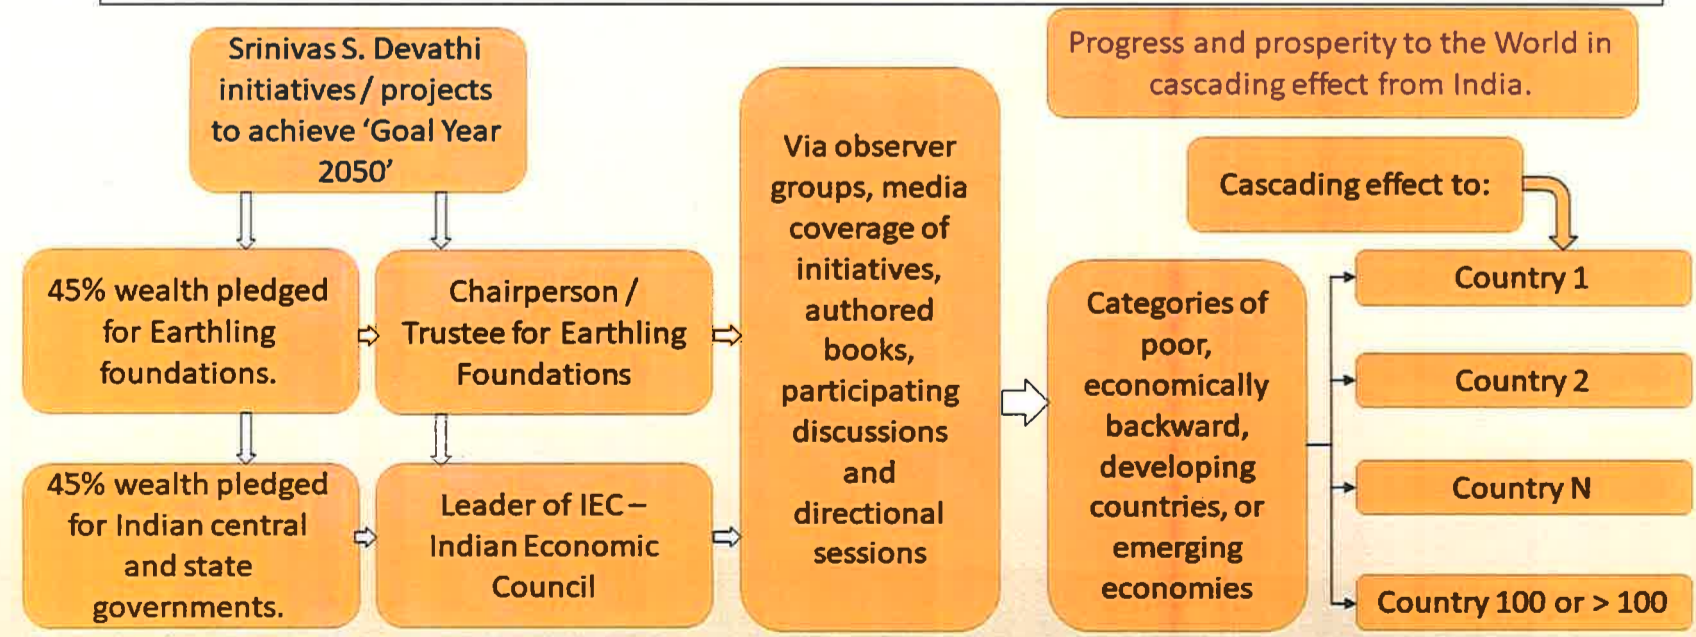 Srinivas S. Devathi
initiatives / projects
to achieve 'Goal Year
2050'
45% wealth pledged
for Earthling
foundations.
Chairperson /
Trustee for Earthling
Foundations
45% wealth pledged
for Indian central
and state
governments.
Leader of IEC –
Indian Economic
Council
Via observer
groups, media
coverage of
initiatives,
authored
books,
participating
discussions
and
directional
sessions
Progress and prosperity to the World in
cascading effect from India.
Cascading effect to:
Categories of
poor,
economically
backward,
developing
countries, or
emerging
economies
Country 1
Country 2
Country N
Country 100 or > 100